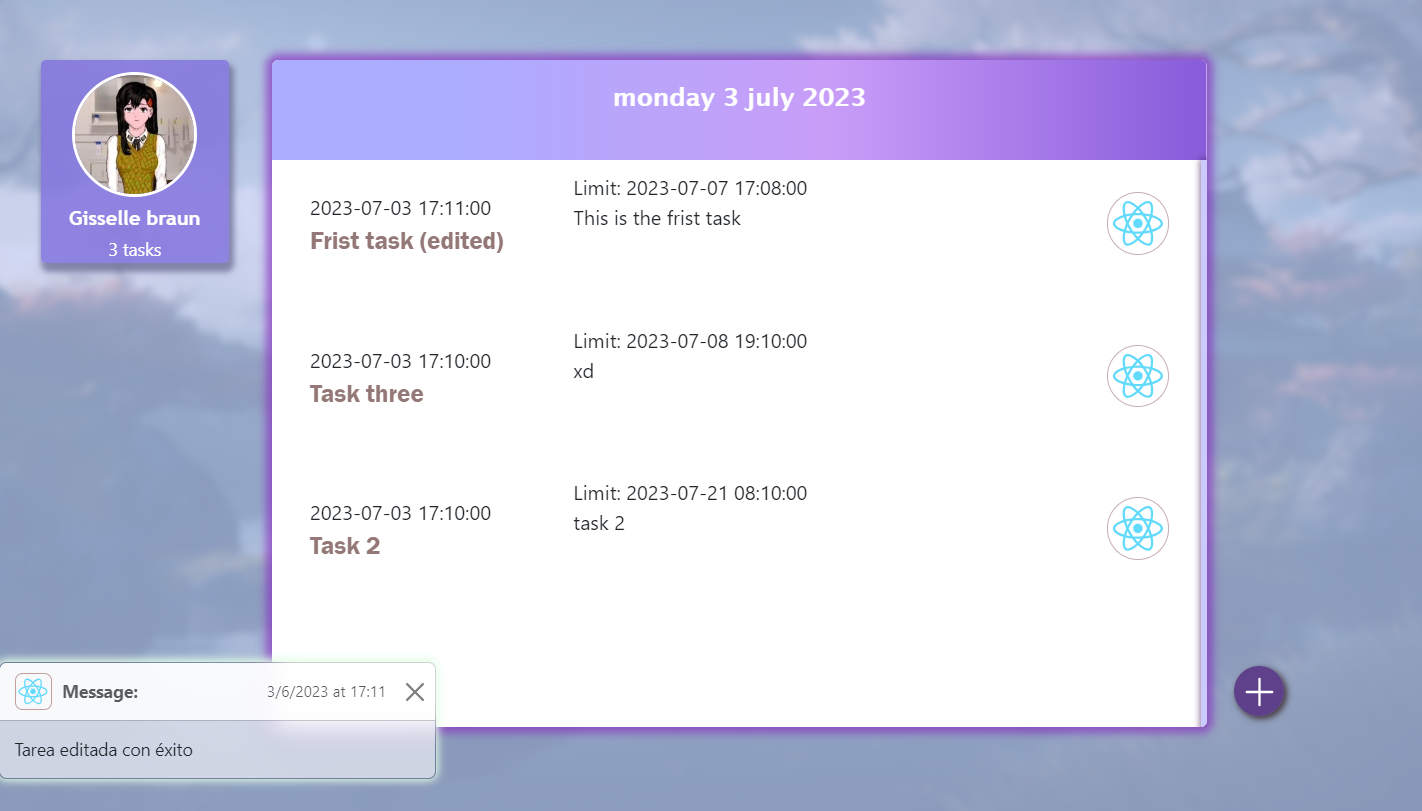 monday 3 july 2023
Gisselle braun
3 tasks
2023-07-03 17:11:00
Frist task (edited)
Limit: 2023-07-07 17:08:00
This is the frist task
2023-07-03 17:10:00
Task three
Limit: 2023-07-08 19:10:00
xd
2023-07-03 17:10:00
Task 2
Limit: 2023-07-21 08:10:00
task 2
Message: 3/6/2023 at 17:11
Tarea editada con éxito